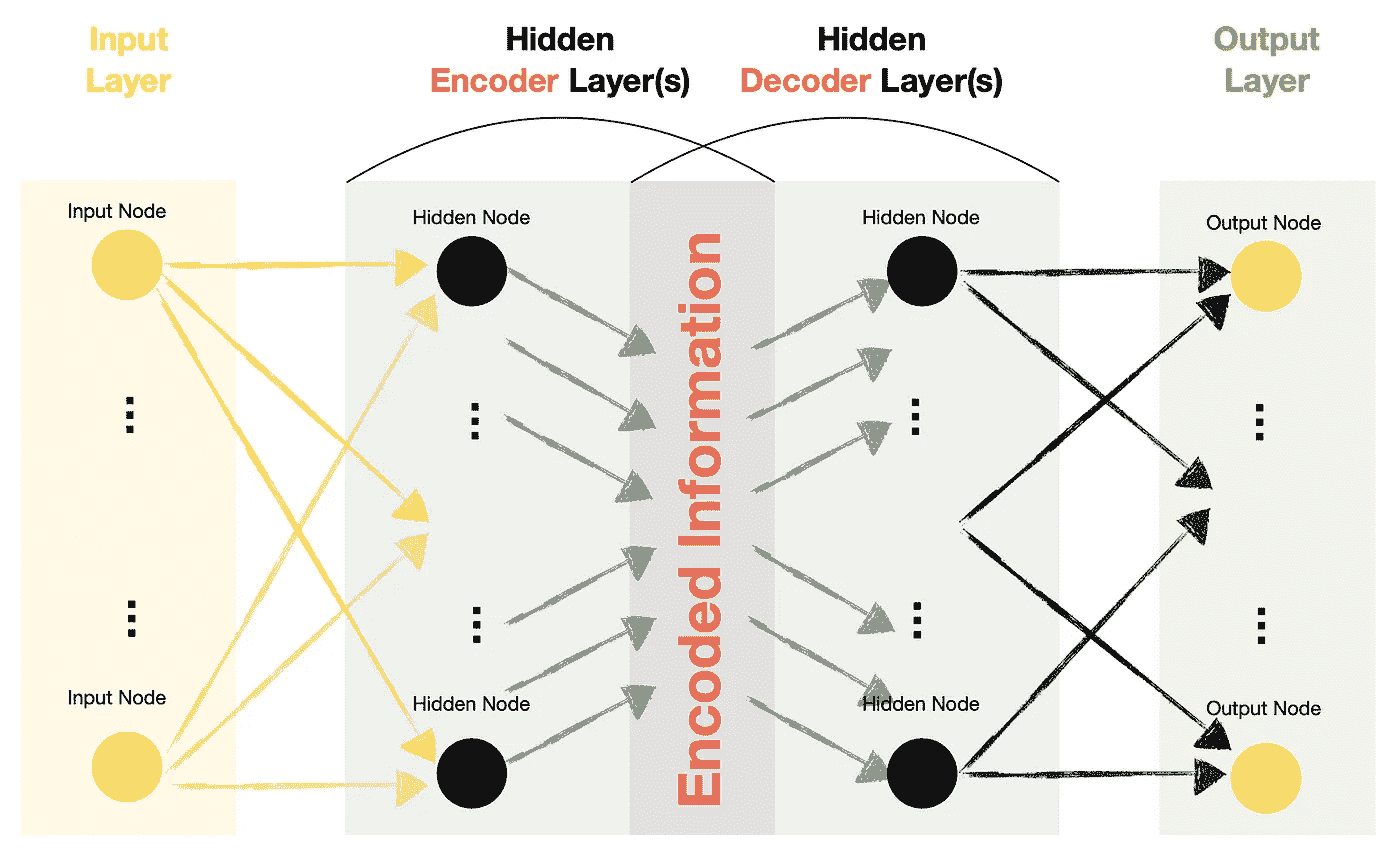 Input
Layer
Hidden
Encoder Layer(s)
Hidden
Decoder Layer(s)
Output
Layer
Input Node
Hidden Node
Hidden Node
Output Node
Encoded Information
Input Node
Hidden Node
Hidden Node
Output Node